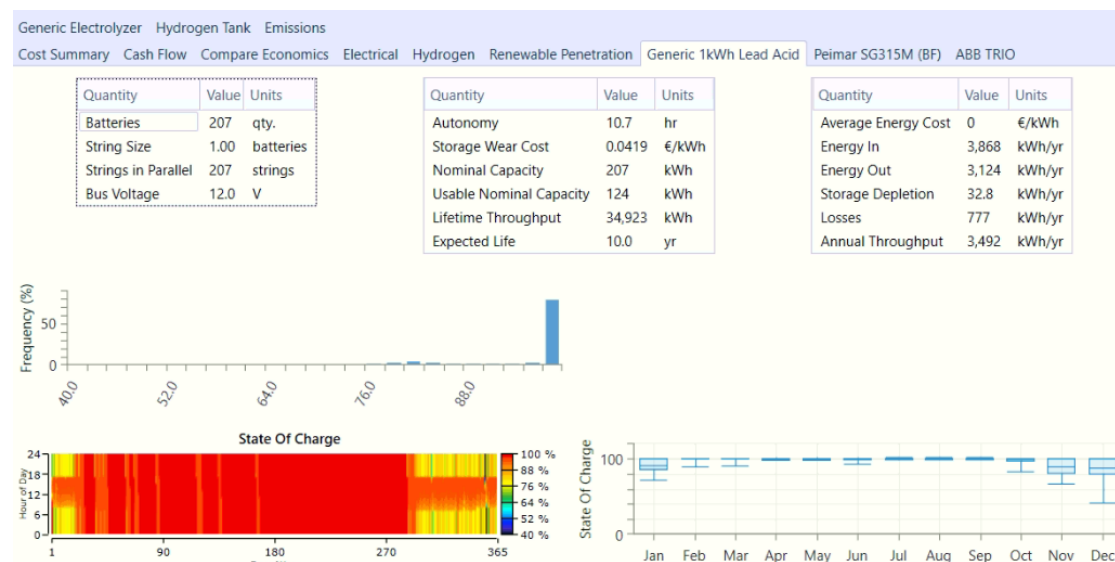 Generic Electrolyzer Hydrogen Tank Emissions
Cost Summary Cash Flow Compare Economics Electrical Hydrogen Renewable Penetration Generic 1kWh Lead Acid Peimar SG315M (BF) ABB TRIO
Quantity Value Units
Batteries 207 qty.
String Size 1.00 batteries
Strings in Parallel 207 strings
Bus Voltage 12.0 V
Quantity Value Units
Autonomy 10.7 hr
Storage Wear Cost 0.0419 €/kWh
Nominal Capacity 207 kWh
Usable Nominal Capacity 124 kWh
Lifetime Throughput 34,923 kWh
Expected Life 10.0 yr
Quantity Value Units
Average Energy Cost 0 €/kWh
Energy In 3,868 kWh/yr
Energy Out 3,124 kWh/yr
Storage Depletion 32.8 kWh/yr
Losses 777 kWh/yr
Annual Throughput 3,492 kWh/yr
Frequency (%)
50
0
40.0 52.0 64.0 76.0 88.0
State Of Charge
Hour of Day
24
18
12
6
0
1 90 180 270 365
100 %
88 %
76 %
64 %
52 %
40 %
State Of Charge
100
0
Jan Feb Mar Apr May Jun Jul Aug Sep Oct Nov Dec